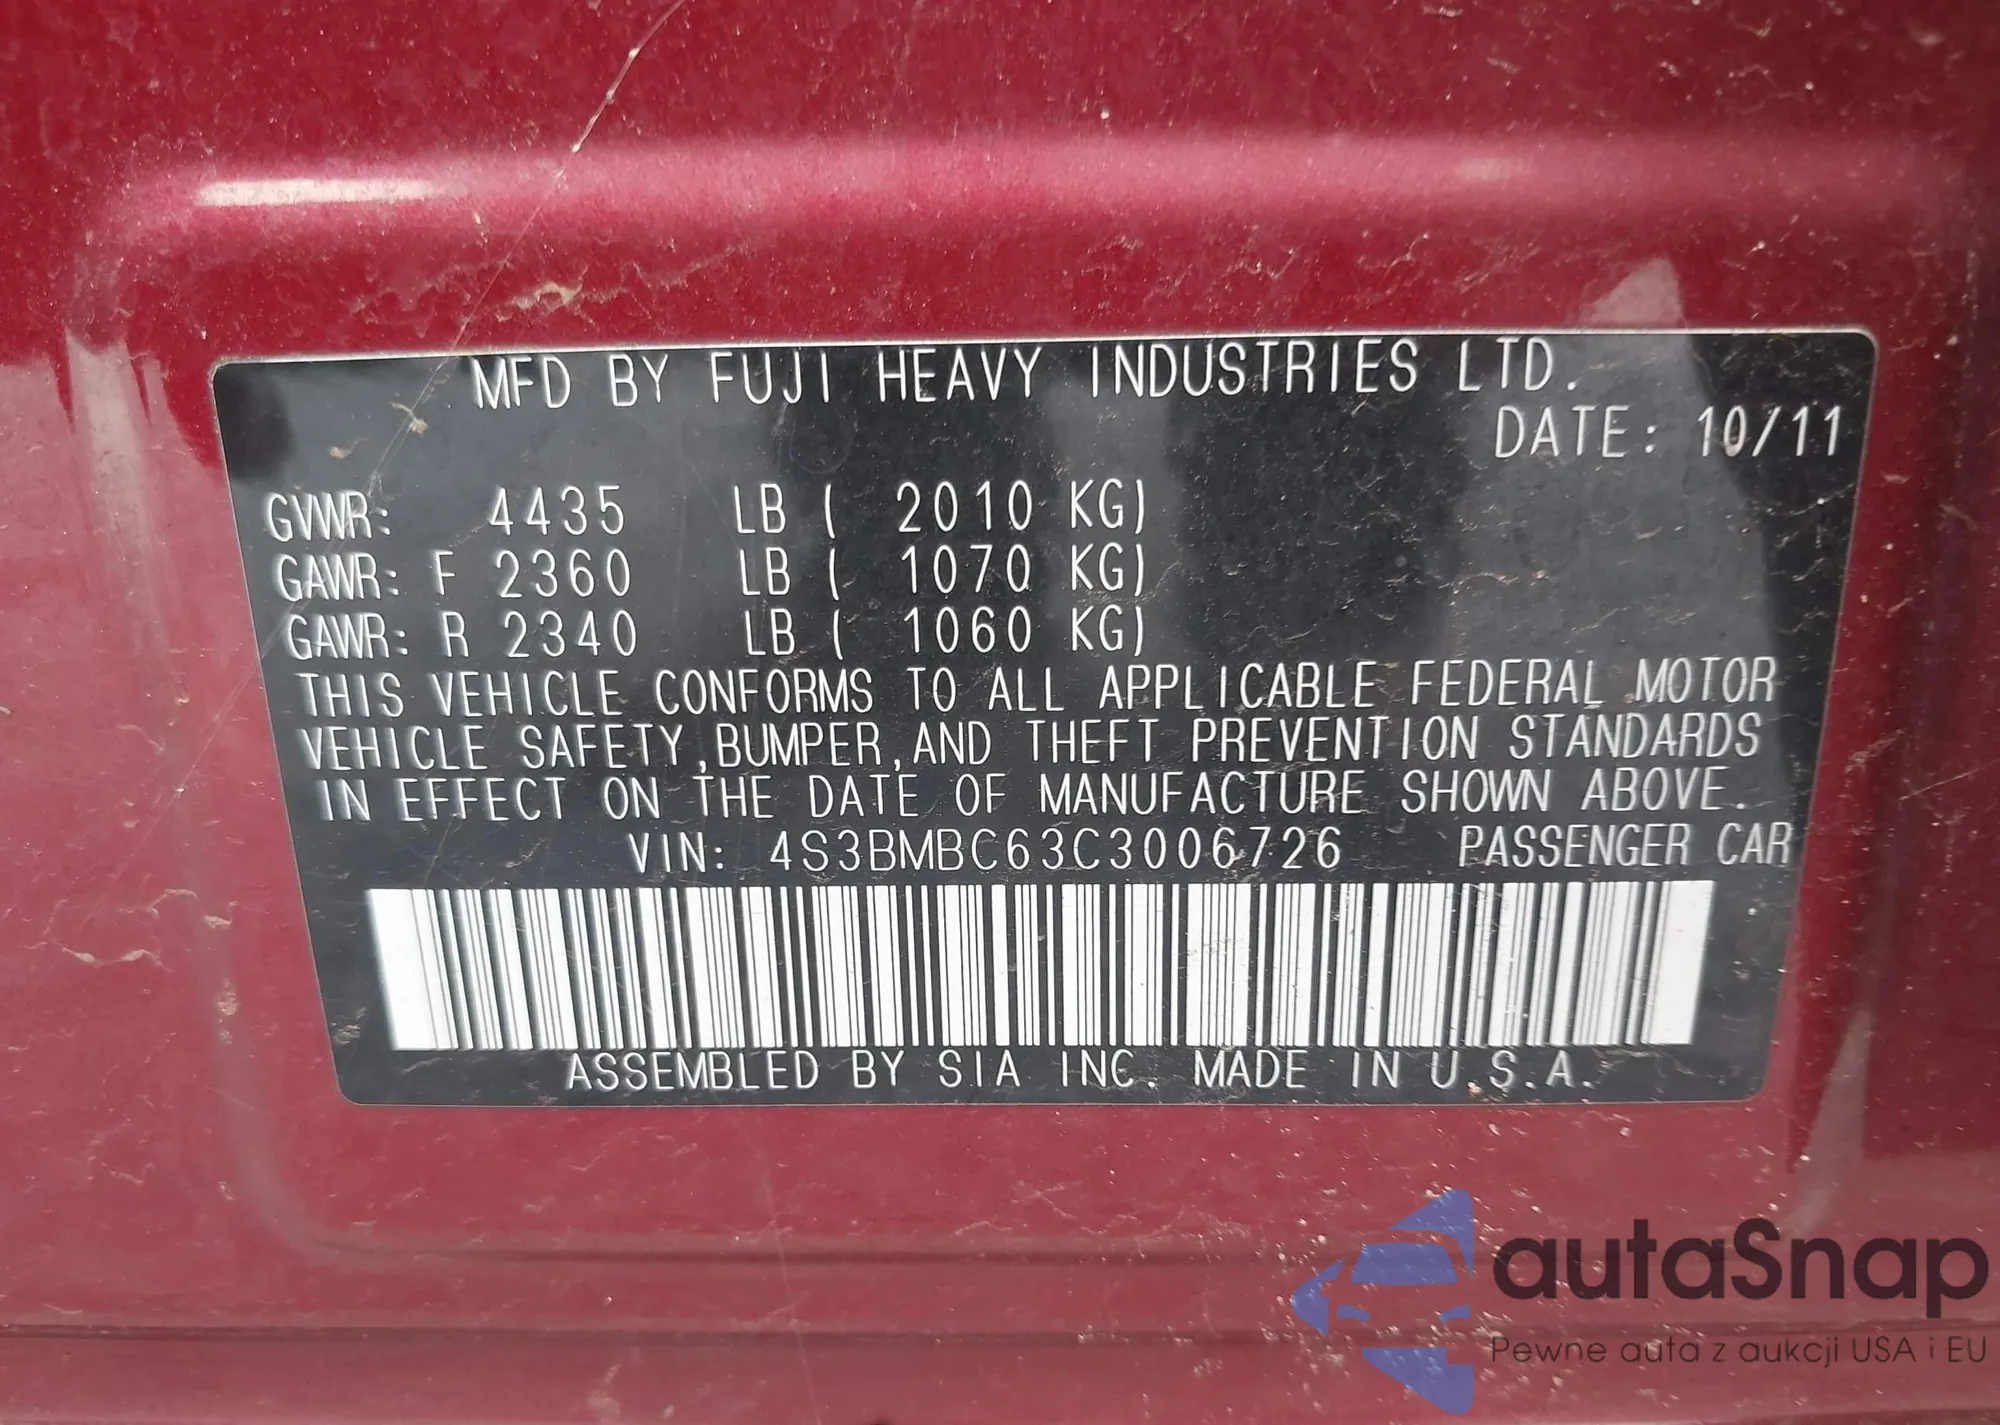 MFD BY FUJI HEAVY INDUSTRIES LTD.
DATE: 10/11
GVWR: 4435 LB ( 2010 KG)
GAWR: F 2360 LB ( 1070 KG)
GAWR: R 2340 LB ( 1060 KG)
THIS VEHICLE CONFORMS TO ALL APPLICABLE FEDERAL MOTOR
VEHICLE SAFETY,BUMPER,AND THEFT PREVENTION STANDARDS
IN EFFECT ON THE DATE OF MANUFACTURE SHOWN ABOVE.
VIN: 4S3BMBC63C3006726 PASSENGER CAR
ASSEMBLED BY SIA INC. MADE IN U.S.A.
autaSnap
Pewne auta z aukcji USA i EU